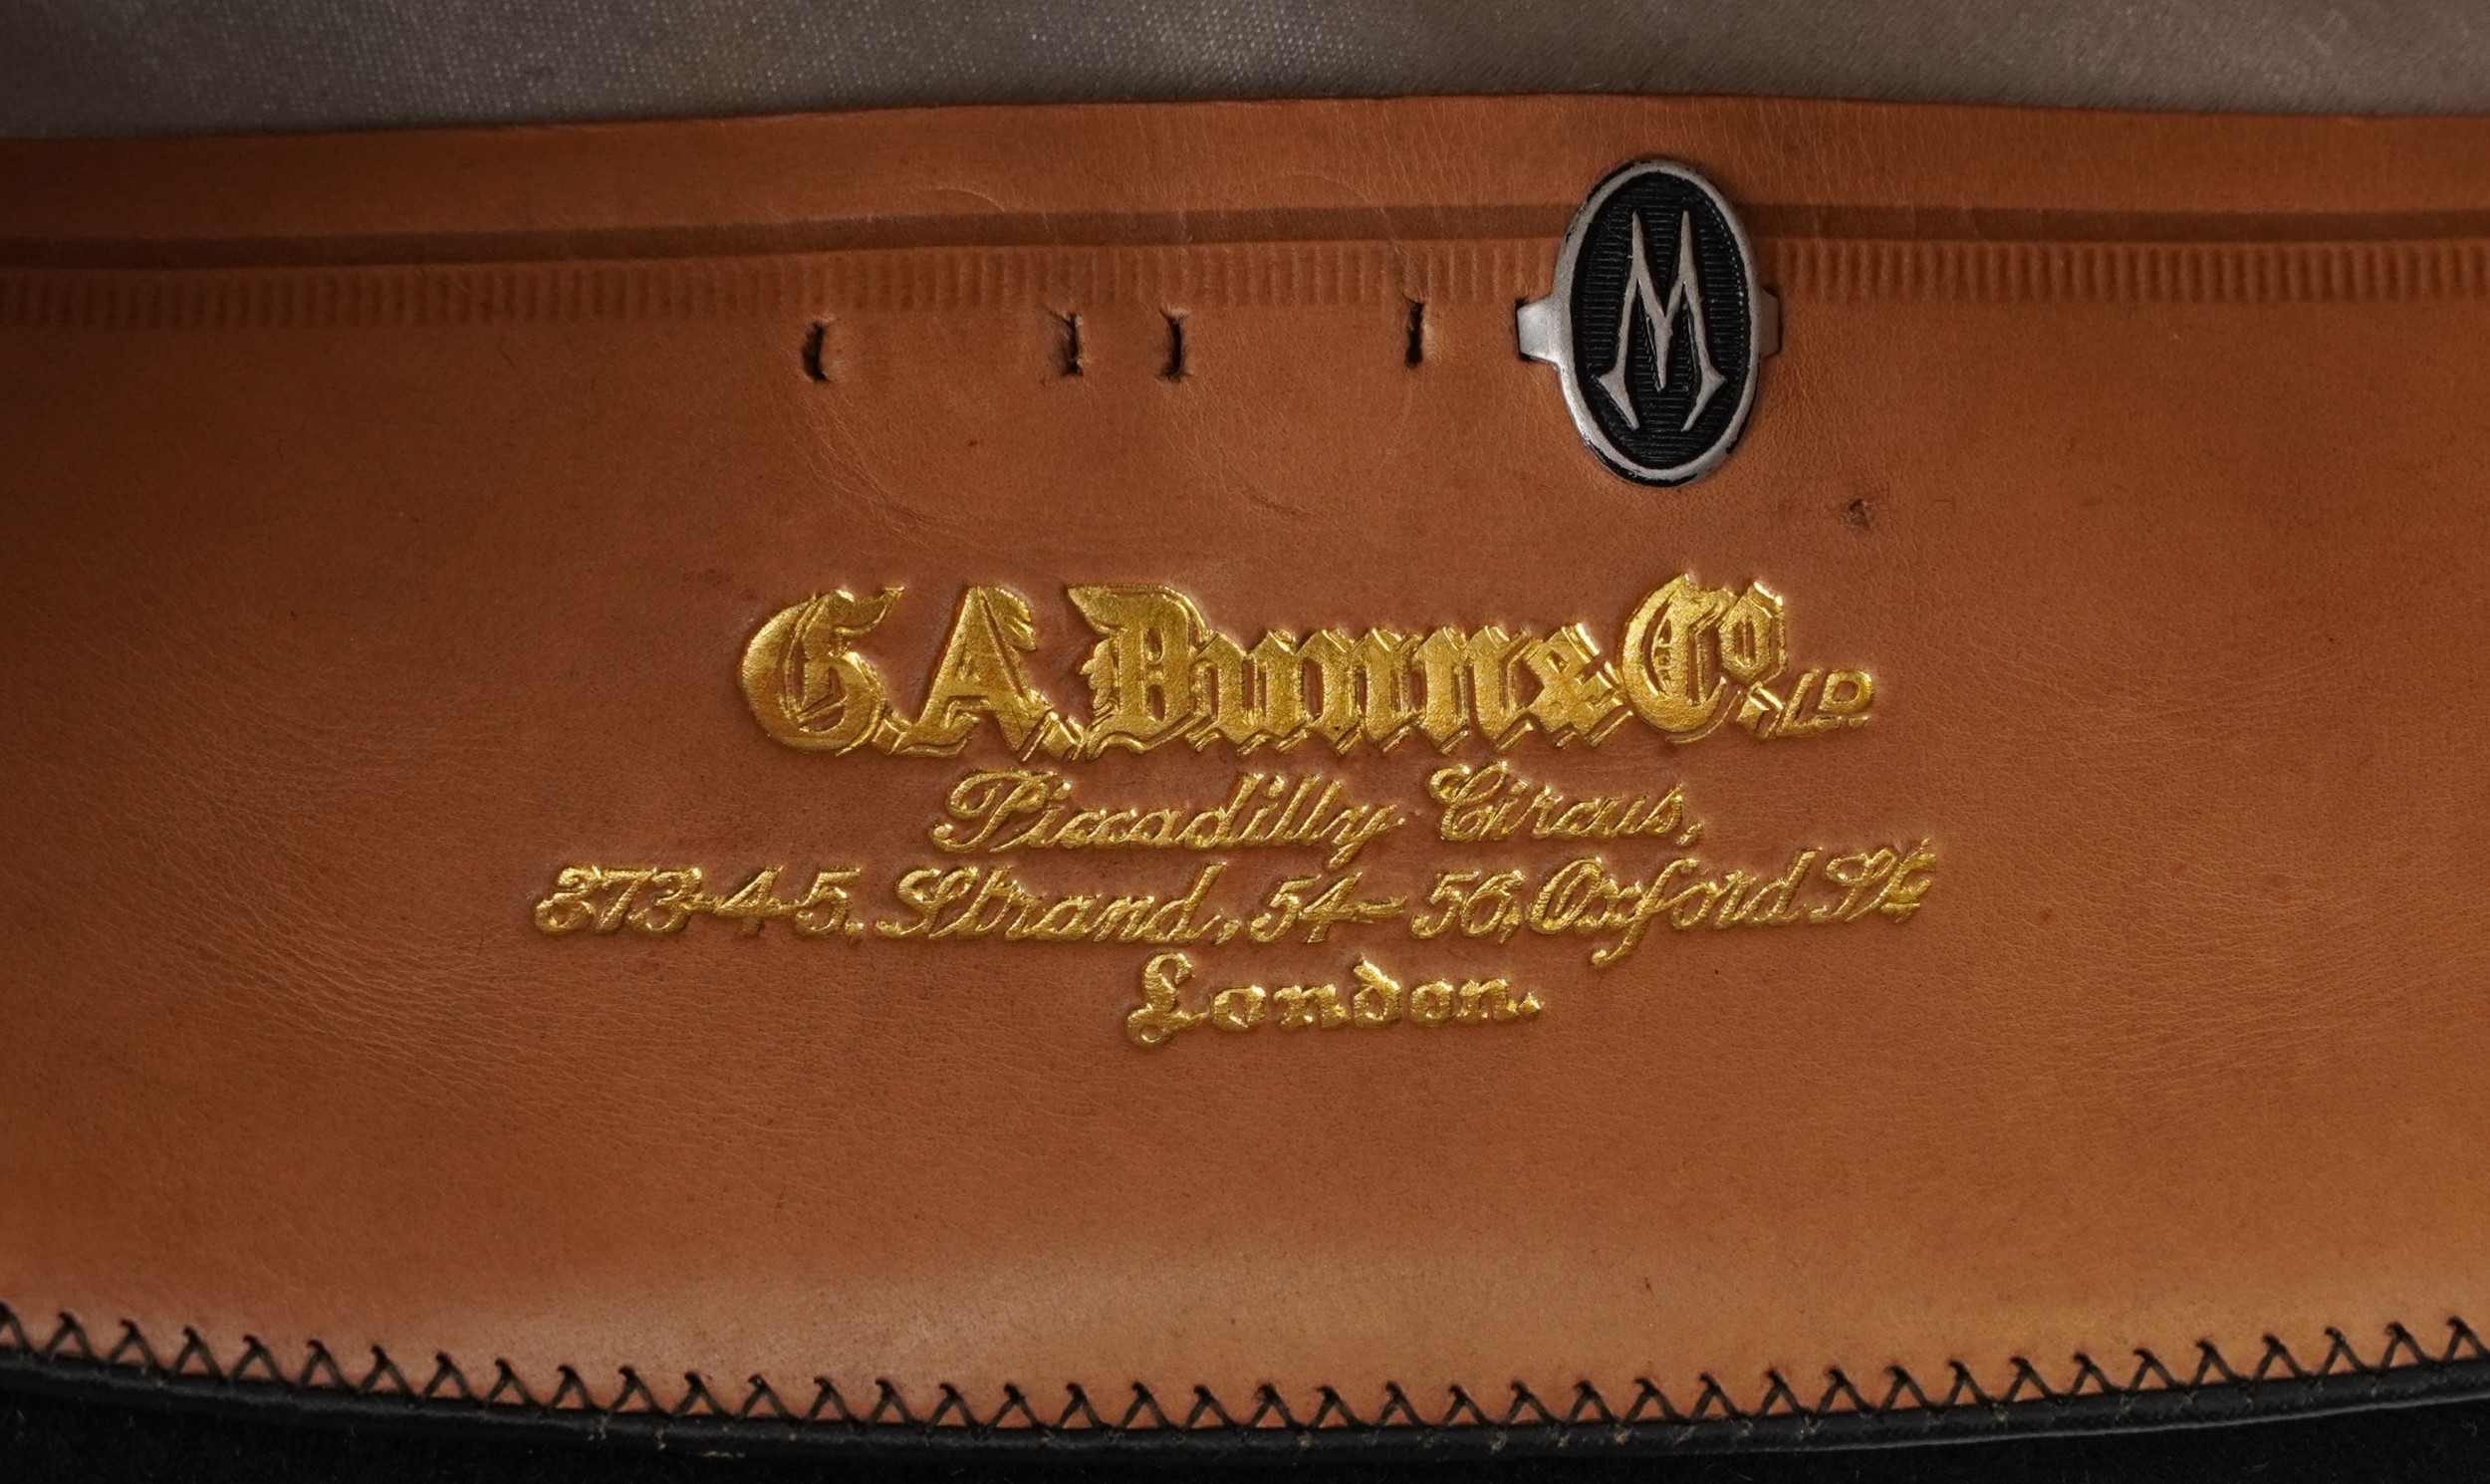 M
G.A. Dunn & Co. LD
Piccadilly Circus,
373-4-5, Strand, 54-56, Oxford St.
London.